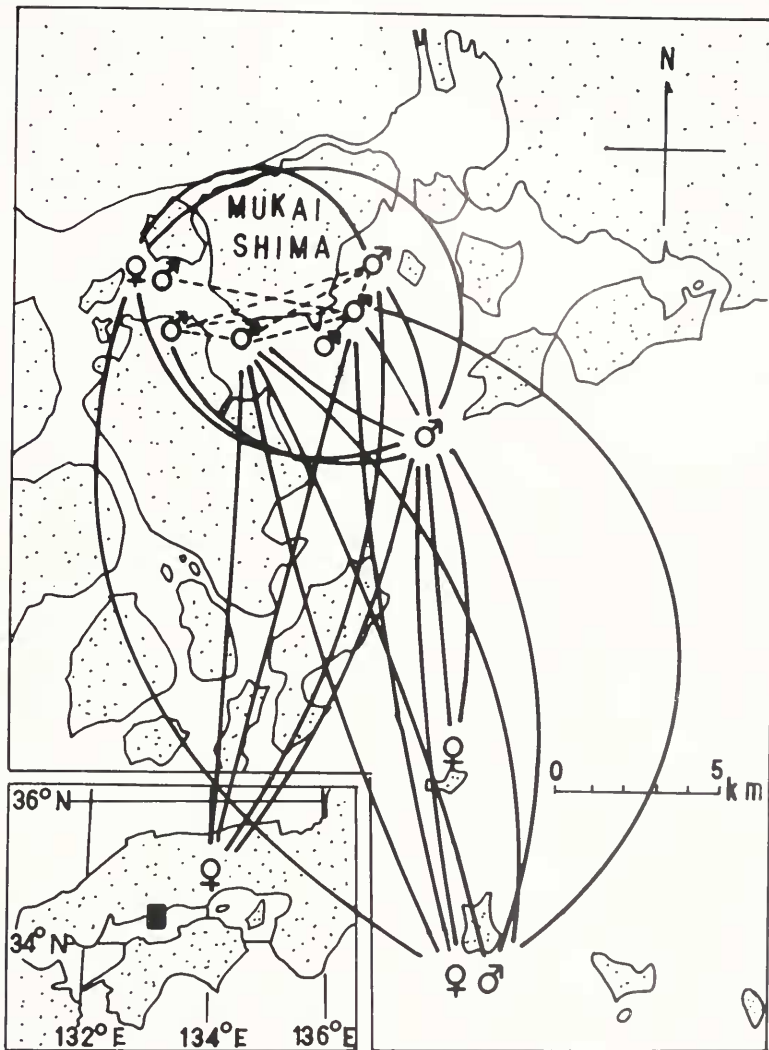 N
MUKAI
SHIMA
♀ ♂
♂
♂
♂
♂
♂
♂
♀
0 5
km
36°N
♀
34°N
♀ ♂
132°E 134°E 136°E